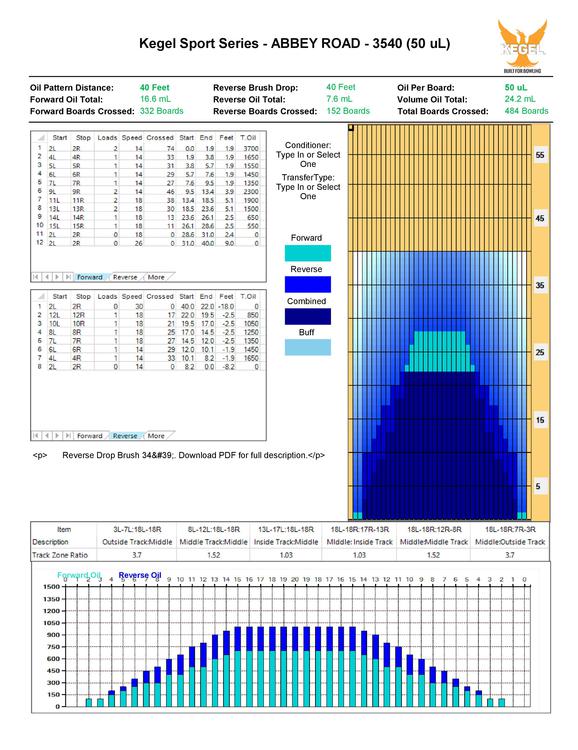 Kegel Sport Series - ABBEY ROAD - 3540 (50 uL)
KEGEL
BUILT FOR BOWLING
Oil Pattern Distance: 40 Feet Reverse Brush Drop: 40 Feet Oil Per Board: 50 uL
Forward Oil Total: 16.6 mL Reverse Oil Total: 7.6 mL Volume Oil Total: 24.2 mL
Forward Boards Crossed: 332 Boards Reverse Boards Crossed: 152 Boards Total Boards Crossed: 484 Boards
Start Stop Loads Speed Crossed Start End Feet T.Oil
1 2L 2R 2 14 74 0.0 1.9 1.9 3700
2 4L 4R 1 14 33 1.9 3.8 1.9 1650
3 5L 5R 1 14 31 3.8 5.7 1.9 1550
4 6L 6R 1 14 29 5.7 7.6 1.9 1450
5 7L 7R 1 14 27 7.6 9.5 1.9 1350
6 9L 9R 2 14 46 9.5 13.4 3.9 2300
7 11L 11R 2 18 38 13.4 18.5 5.1 1900
8 13L 13R 2 18 30 18.5 23.6 5.1 1500
9 14L 14R 1 18 13 23.6 26.1 2.5 650
10 15L 15R 1 18 11 26.1 28.6 2.5 550
11 2L 2R 0 18 0 28.6 31.0 2.4 0
12 2L 2R 0 26 0 31.0 40.0 9.0 0
Forward Reverse More
Start Stop Loads Speed Crossed Start End Feet T.Oil
1 2L 2R 0 30 0 40.0 22.0 -18.0 0
2 12L 12R 1 18 17 22.0 19.5 -2.5 850
3 10L 10R 1 18 21 19.5 17.0 -2.5 1050
4 8L 8R 1 18 25 17.0 14.5 -2.5 1250
5 7L 7R 1 18 27 14.5 12.0 -2.5 1350
6 6L 6R 1 14 29 12.0 10.1 -1.9 1450
7 4L 4R 1 14 33 10.1 8.2 -1.9 1650
8 2L 2R 0 14 0 8.2 0.0 -8.2 0
Forward Reverse More
Conditioner:
Type In or Select
One
TransferType:
Type In or Select
One
Forward
Reverse
Combined
Buff
55
45
35
25
15
5
<p> Reverse Drop Brush 34&#39;. Download PDF for full description.</p>
Item 3L-7L:18L-18R 8L-12L:18L-18R 13L-17L:18L-18R 18L-18R:17R-13R 18L-18R:12R-8R 18L-18R:7R-3R
Description Outside Track:Middle Middle Track:Middle Inside Track:Middle Middle: Inside Track Middle:Middle Track Middle:Outside Track
Track Zone Ratio 3.7 1.52 1.03 1.03 1.52 3.7
Forward Oil Reverse Oil
0 1 2 3 4 5 6 7 8 9 10 11 12 13 14 15 16 17 18 19 20 19 18 17 16 15 14 13 12 11 10 9 8 7 6 5 4 3 2 1 0
1500
1350
1200
1050
900
750
600
450
300
150
0